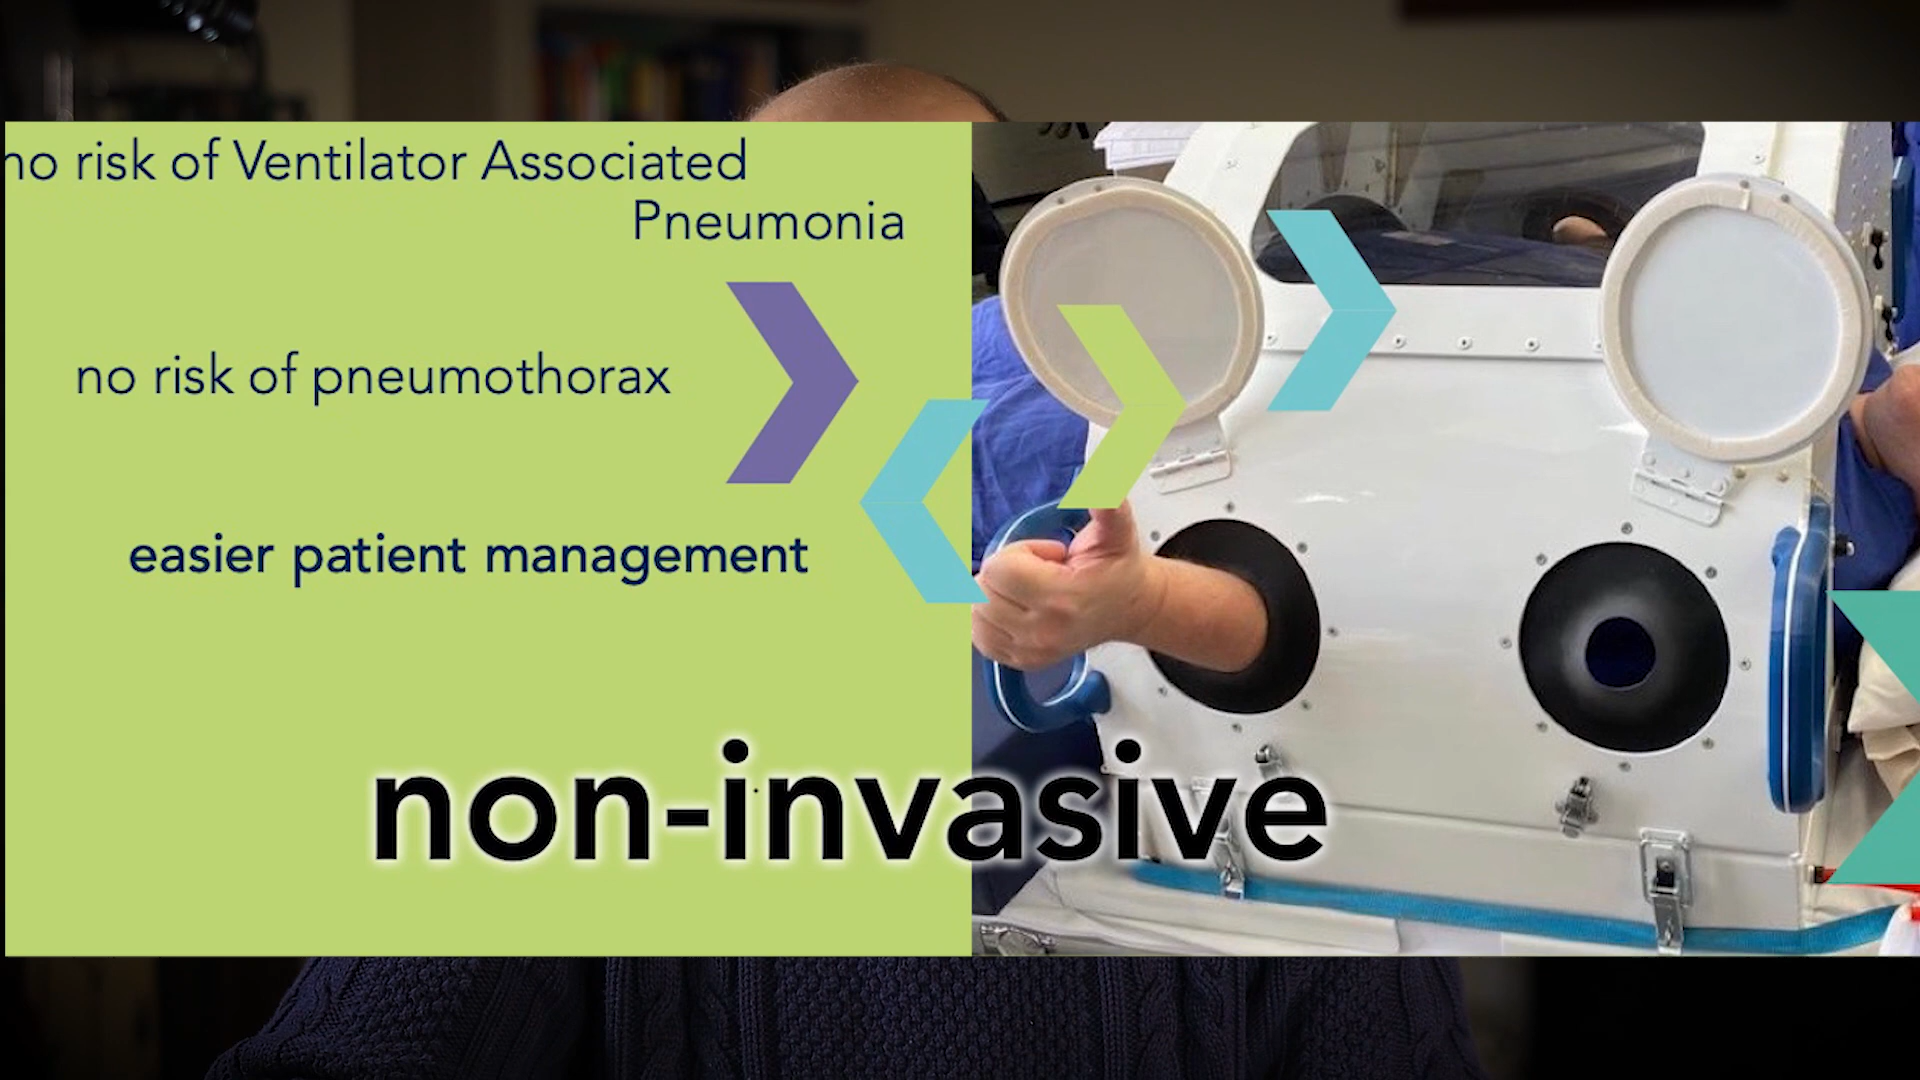 no risk of Ventilator Associated
Pneumonia
no risk of pneumothorax
easier patient management
non-invasive